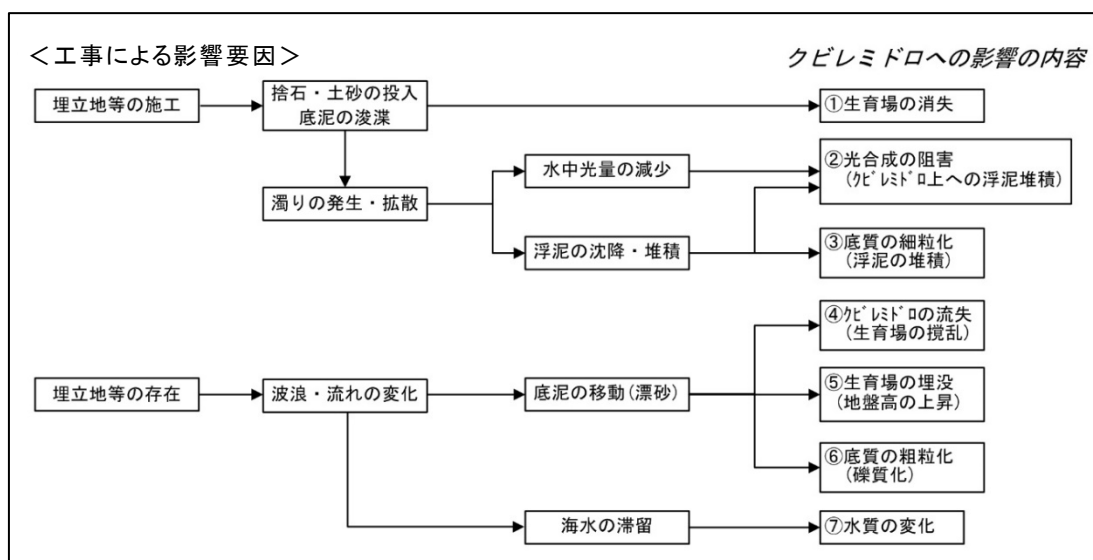 <工事による影響要因>
クビレミドロへの影響の内容
埋立地等の施工
捨石・土砂の投入
底泥の浚渫
①生育場の消失
水中光量の減少
②光合成の阻害
(ｸﾋﾞﾚﾐﾄﾞﾛ上への浮泥堆積)
濁りの発生・拡散
浮泥の沈降・堆積
③底質の細粒化
(浮泥の堆積)
④ｸﾋﾞﾚﾐﾄﾞﾛの流失
(生育場の撹乱)
埋立地等の存在
波浪・流れの変化
底泥の移動(漂砂)
⑤生育場の埋没
(地盤高の上昇)
⑥底質の粗粒化
(礫質化)
海水の滞留
⑦水質の変化